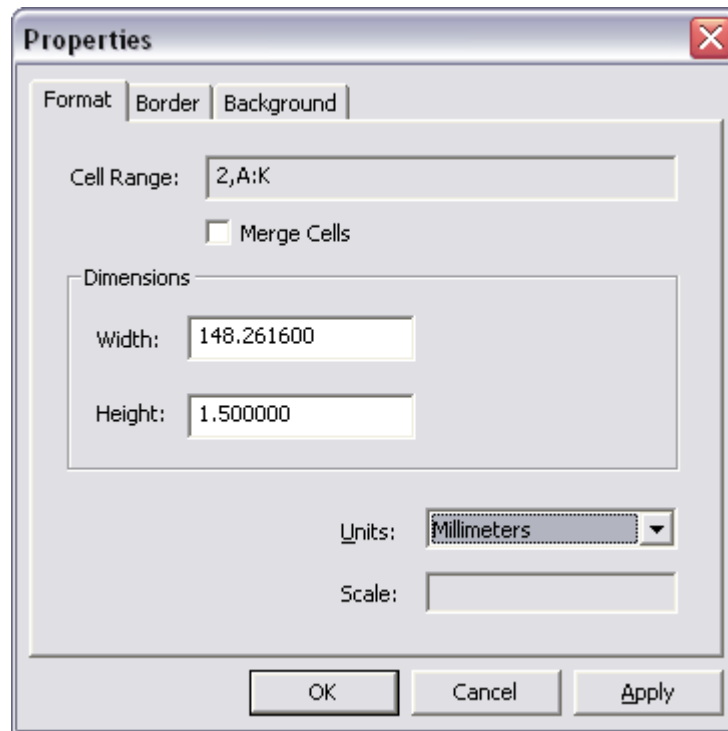 Properties
Format Border Background
Cell Range: 2,A:K
Merge Cells
Dimensions
Width: 148.261600
Height: 1.500000
Units: Millimeters
Scale:
OK Cancel Apply